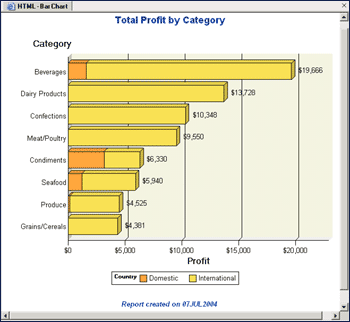 HTML - BarChart
Total Profit by Category
Category
Beverages $19,666
Dairy Products $13,728
Confections $10,348
Meat/Poultry $9,550
Condiments $6,330
Seafood $5,940
Produce $4,525
Grains/Cereals $4,381
$0 $5,000 $10,000 $15,000 $20,000
Profit
Country Domestic International
Report created on 07JUL2004